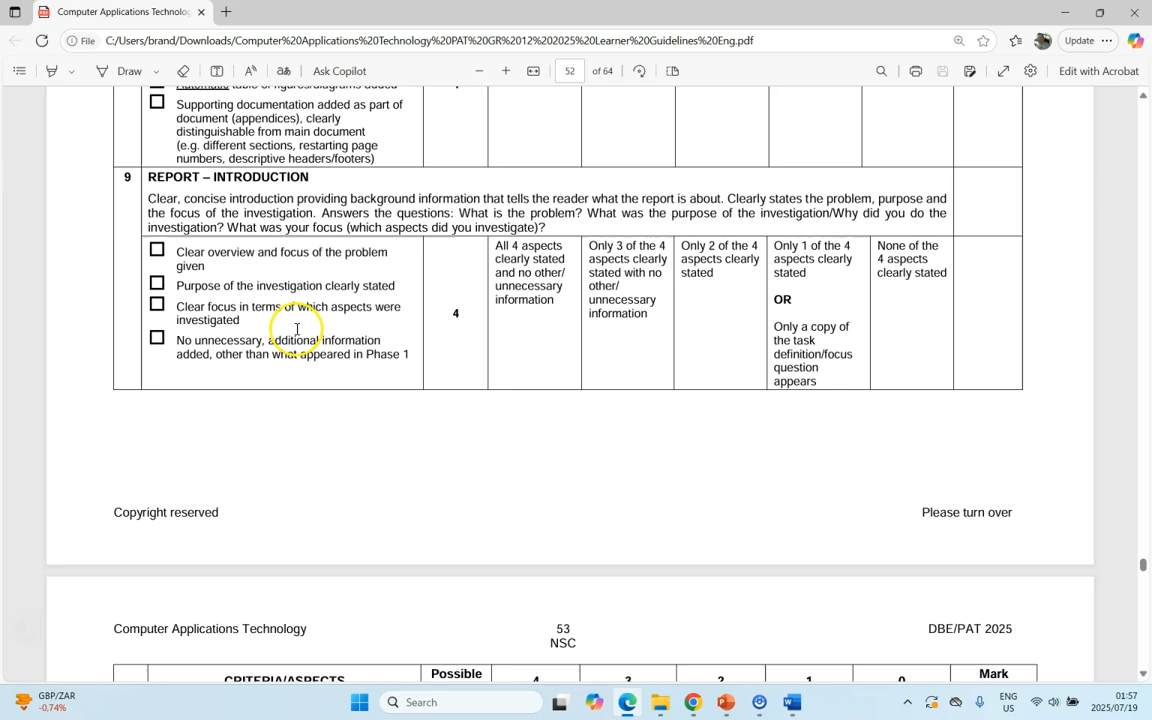 Computer Applications Technolog
File
C:/Users/brand/Downloads/Computer%20Applications%20Technology%20PAT%20GR%2012%202025%20Learner%20Guidelines%20Eng.pdf
Update
Draw
Ask Copilot
52 of 64
Edit with Acrobat
Automatic table of figures/diagrams added
Supporting documentation added as part of
document (appendices), clearly
distinguishable from main document
(e.g. different sections, restarting page
numbers, descriptive headers/footers)
9 REPORT – INTRODUCTION
Clear, concise introduction providing background information that tells the reader what the report is about. Clearly states the problem, purpose and
the focus of the investigation. Answers the questions: What is the problem? What was the purpose of the investigation/Why did you do the
investigation? What was your focus (which aspects did you investigate)?
Clear overview and focus of the problem
given
Purpose of the investigation clearly stated
Clear focus in terms of which aspects were
investigated
No unnecessary, additional information
added, other than what appeared in Phase 1
4
All 4 aspects
clearly stated
and no other/
unnecessary
information
Only 3 of the 4
aspects clearly
stated with no
other/
unnecessary
information
Only 2 of the 4
aspects clearly
stated
Only 1 of the 4
aspects clearly
stated
OR
Only a copy of
the task
definition/focus
question
appears
None of the
4 aspects
clearly stated
Copyright reserved
Please turn over
Computer Applications Technology
53
NSC
DBE/PAT 2025
CRITERIA/ASPECTS
Possible
4 3 2 1 0
Mark
GBP/ZAR
-0,74%
Search
ENG
US
01:57
2025/07/19